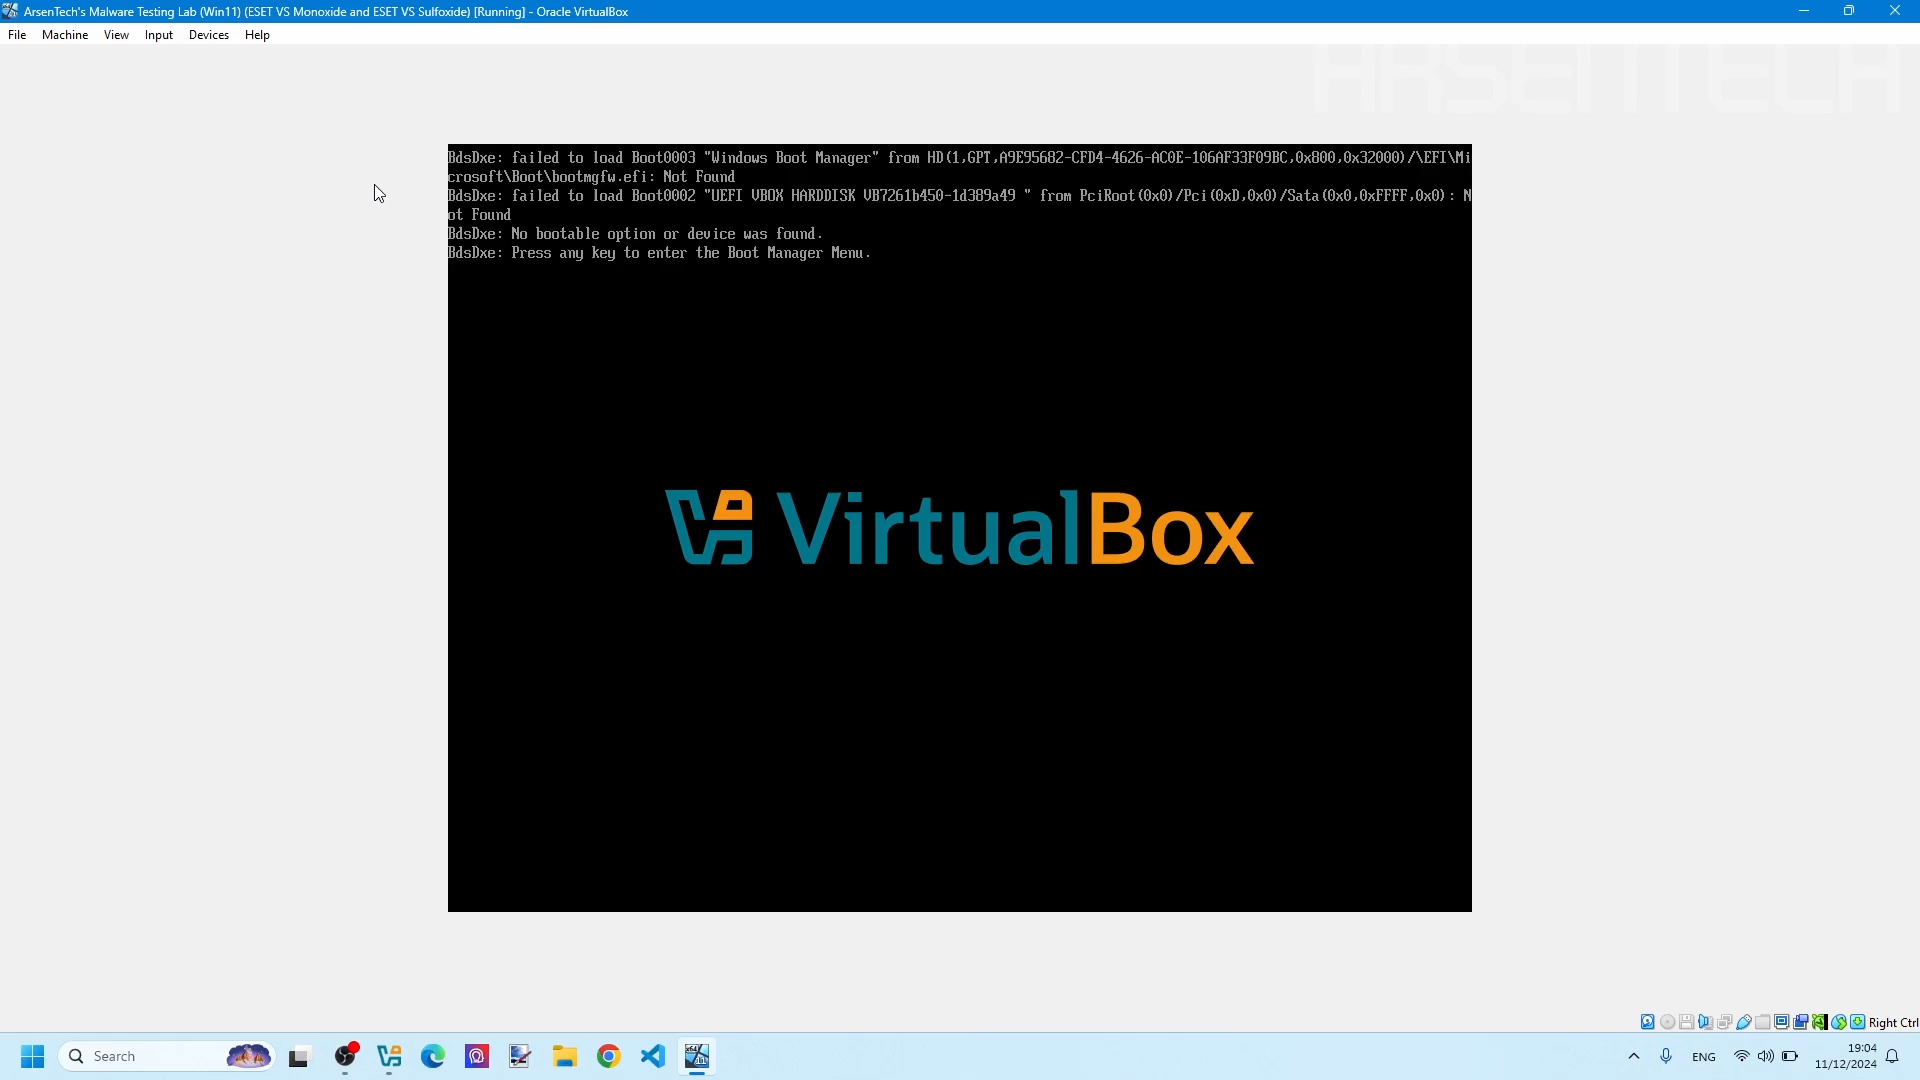 ArsenTech's Malware Testing Lab (Win11) (ESET VS Monoxide and ESET VS Sulfoxide) [Running] - Oracle VirtualBox
File Machine View Input Devices Help
ARSENTECH
BdsDxe: failed to load Boot0003 "Windows Boot Manager" from HD(1,GPT,A9E95682-CFD4-4626-AC0E-106AF33F09BC,0x800,0x32000)/\EFI\Mi
crosoft\Boot\bootmgfw.efi: Not Found
BdsDxe: failed to load Boot0002 "UEFI VBOX HARDDISK VB7261b450-1d389a49 " from PciRoot(0x0)/Pci(0xD,0x0)/Sata(0x0,0xFFFF,0x0): N
ot Found
BdsDxe: No bootable option or device was found.
BdsDxe: Press any key to enter the Boot Manager Menu.
VirtualBox
Right Ctrl
Search
ENG
19:04
11/12/2024